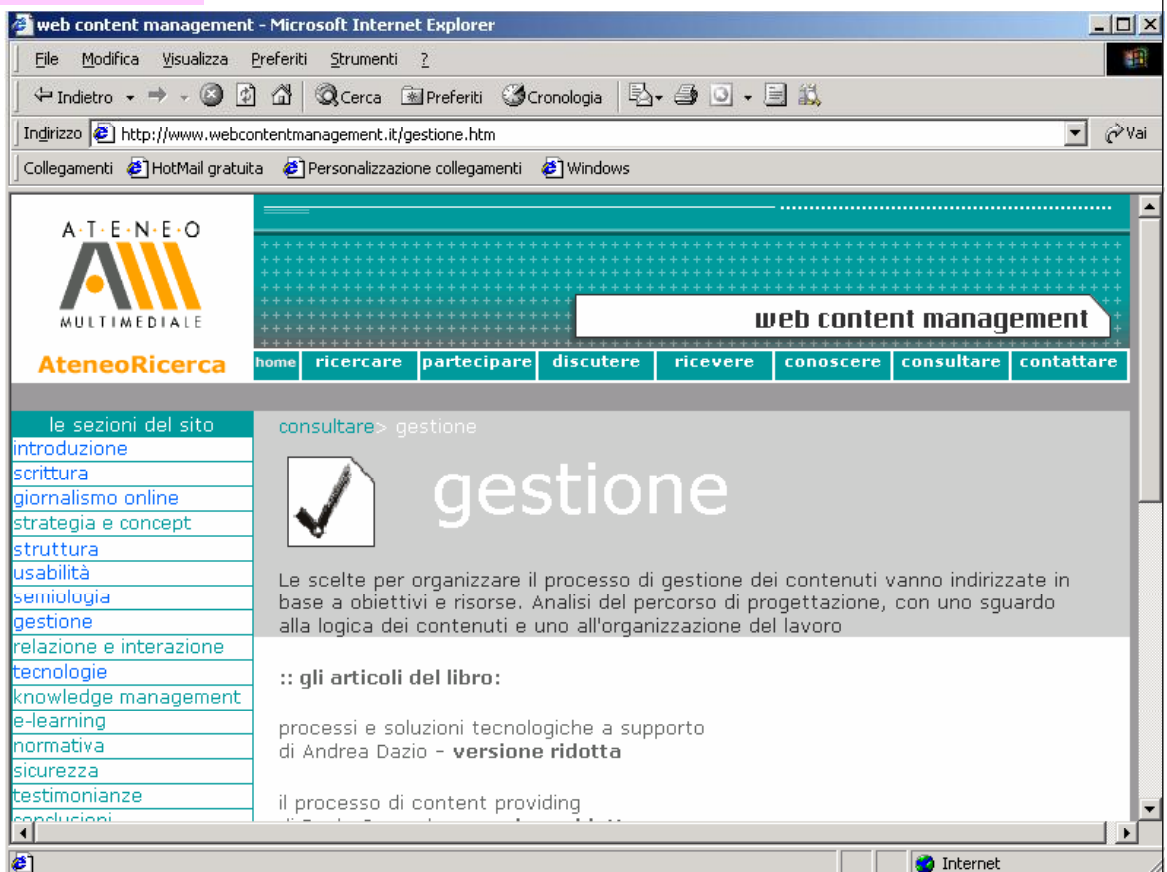 web content management - Microsoft Internet Explorer
File Modifica Visualizza Preferiti Strumenti ?
Indietro Cerca Preferiti Cronologia
Indirizzo http://www.webcontentmanagement.it/gestione.htm Vai
Collegamenti HotMail gratuita Personalizzazione collegamenti Windows
A·T·E·N·E·O
MULTIMEDIALE
AteneoRicerca
web content management
home ricercare partecipare discutere ricevere conoscere consultare contattare
le sezioni del sito
introduzione
scrittura
giornalismo online
strategia e concept
struttura
usabilità
semiologia
gestione
relazione e interazione
tecnologie
knowledge management
e-learning
normativa
sicurezza
testimonianze
conclusioni
consultare> gestione
gestione
Le scelte per organizzare il processo di gestione dei contenuti vanno indirizzate in
base a obiettivi e risorse. Analisi del percorso di progettazione, con uno sguardo
alla logica dei contenuti e uno all'organizzazione del lavoro
:: gli articoli del libro:
processi e soluzioni tecnologiche a supporto
di Andrea Dazio - versione ridotta
il processo di content providing
Internet